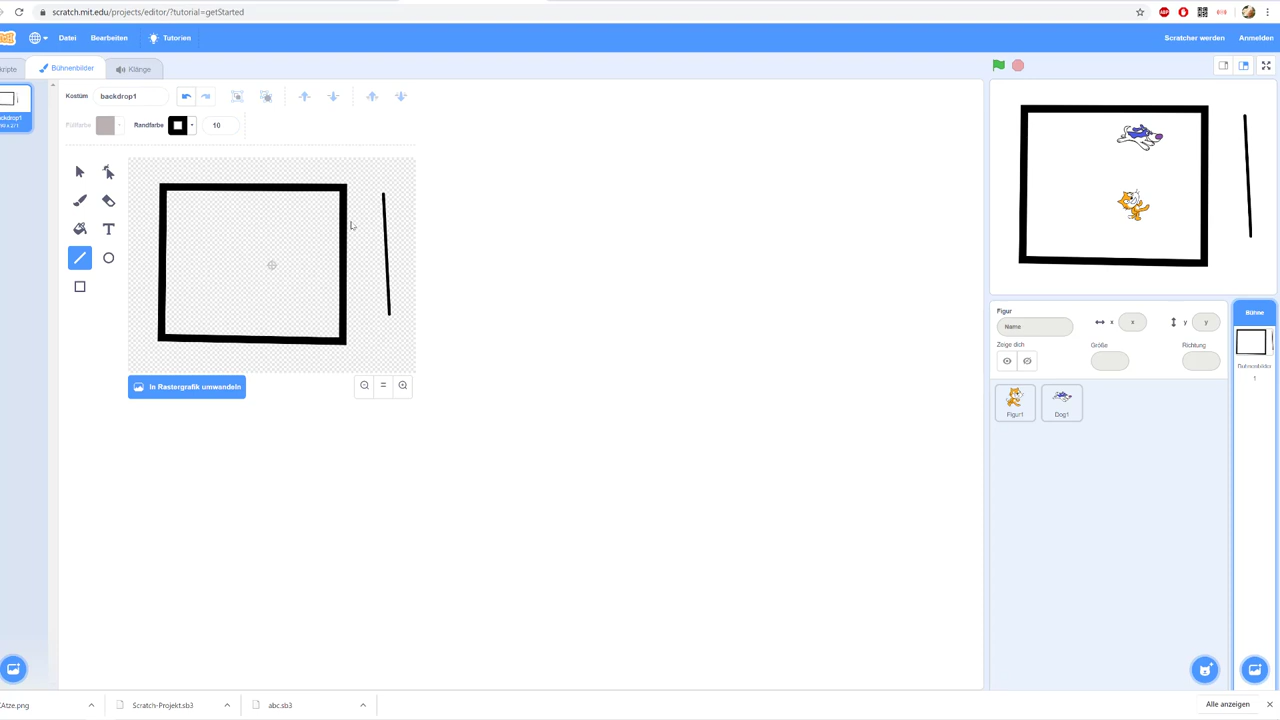 scratch.mit.edu/projects/editor/?tutorial=getStarted
Datei Bearbeiten Tutorien Scratcher werden Anmelden
Bühnenbilder Klänge
Kostüm backdrop1
Füllfarbe Randfarbe 10
T
In Rastergrafik umwandeln
Figur
Name x x y y
Zeige dich Größe Richtung
Figur1 Dog1
Bühne
Bühnenbilder
1
Scratch-Projekt.sb3 abc.sb3 Alle anzeigen